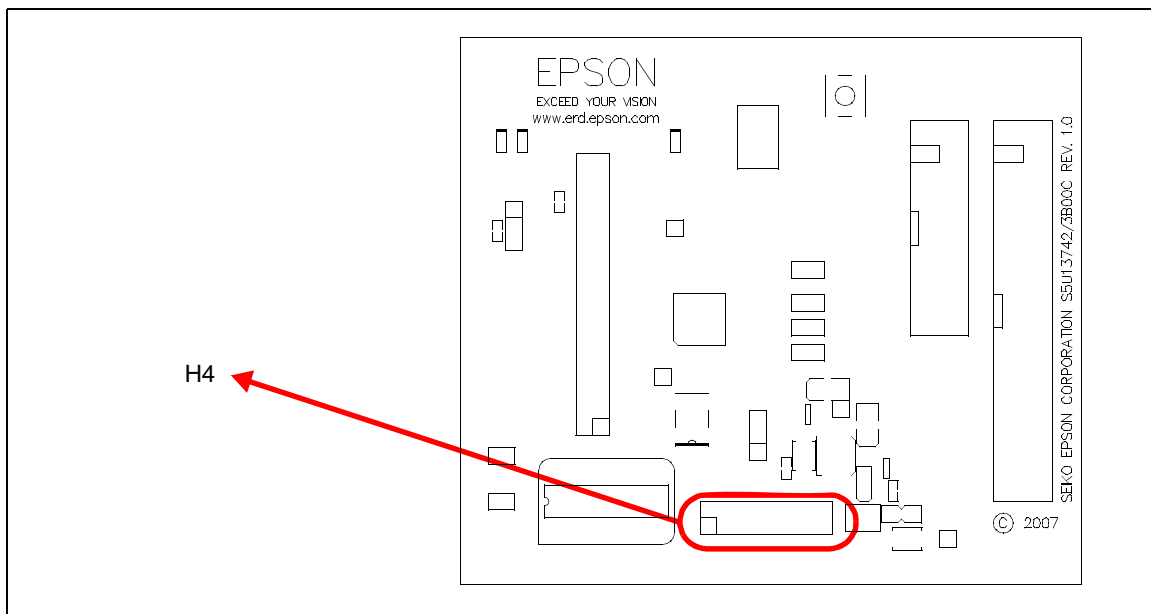 EPSON
EXCEED YOUR VISION
www.erd.epson.com
SEIKO EPSON CORPORATION S5U13742/3B00C REV. 1.0
H4
© 2007